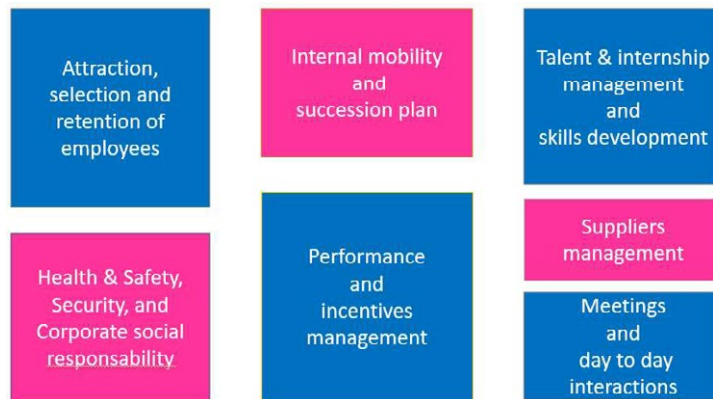 Attraction,
selection and
retention of
employees
Internal mobility
and
succession plan
Talent & internship
management
and
skills development
Health & Safety,
Security, and
Corporate social
responsability
Performance
and
incentives
management
Suppliers
management
Meetings
and
day to day
interactions